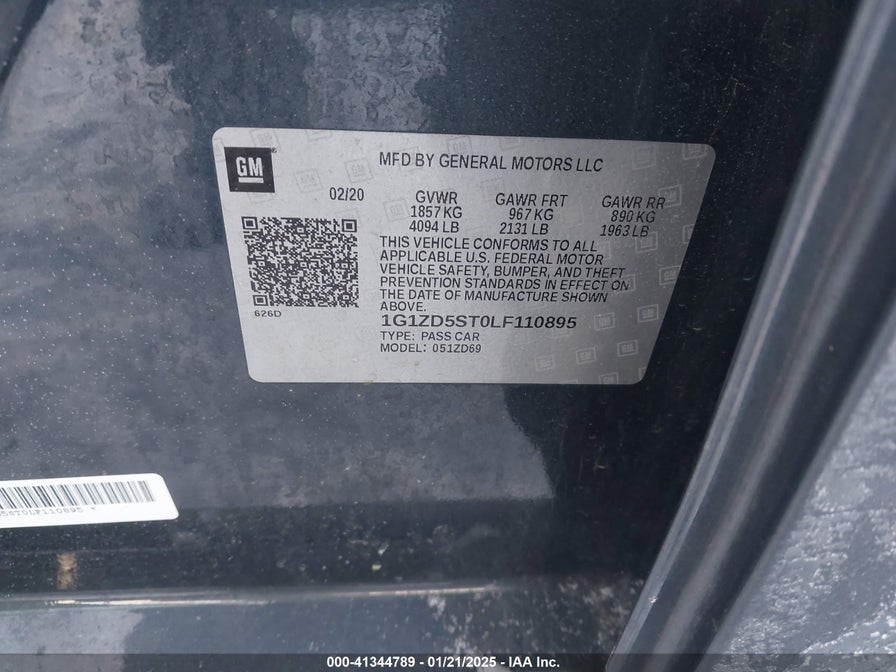 GM
MFD BY GENERAL MOTORS LLC
02/20 GVWR GAWR FRT GAWR RR
1857 KG 967 KG 890 KG
4094 LB 2131 LB 1963 LB
THIS VEHICLE CONFORMS TO ALL
APPLICABLE U.S. FEDERAL MOTOR
VEHICLE SAFETY, BUMPER, AND THEFT
PREVENTION STANDARDS IN EFFECT ON
THE DATE OF MANUFACTURE SHOWN
ABOVE.
626D
1G1ZD5ST0LF110895
TYPE: PASS CAR
MODEL: 051ZD69
5ST0LF110895 *
000-41344789 - 01/21/2025 - IAA Inc.